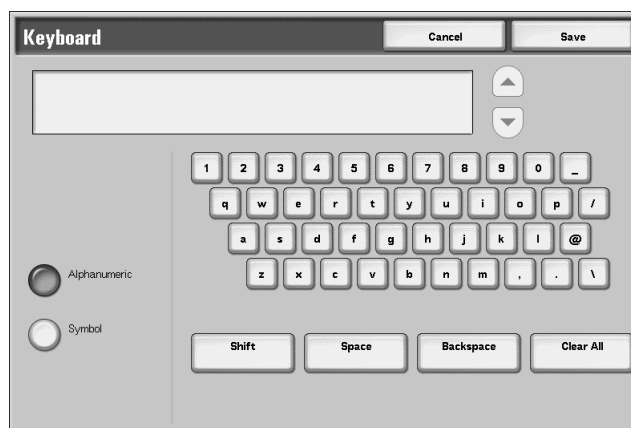 Keyboard Cancel Save
1 2 3 4 5 6 7 8 9 0 _
q w e r t y u i o p /
a s d f g h j k l @
z x c v b n m , . \
Alphanumeric
Symbol
Shift Space Backspace Clear All